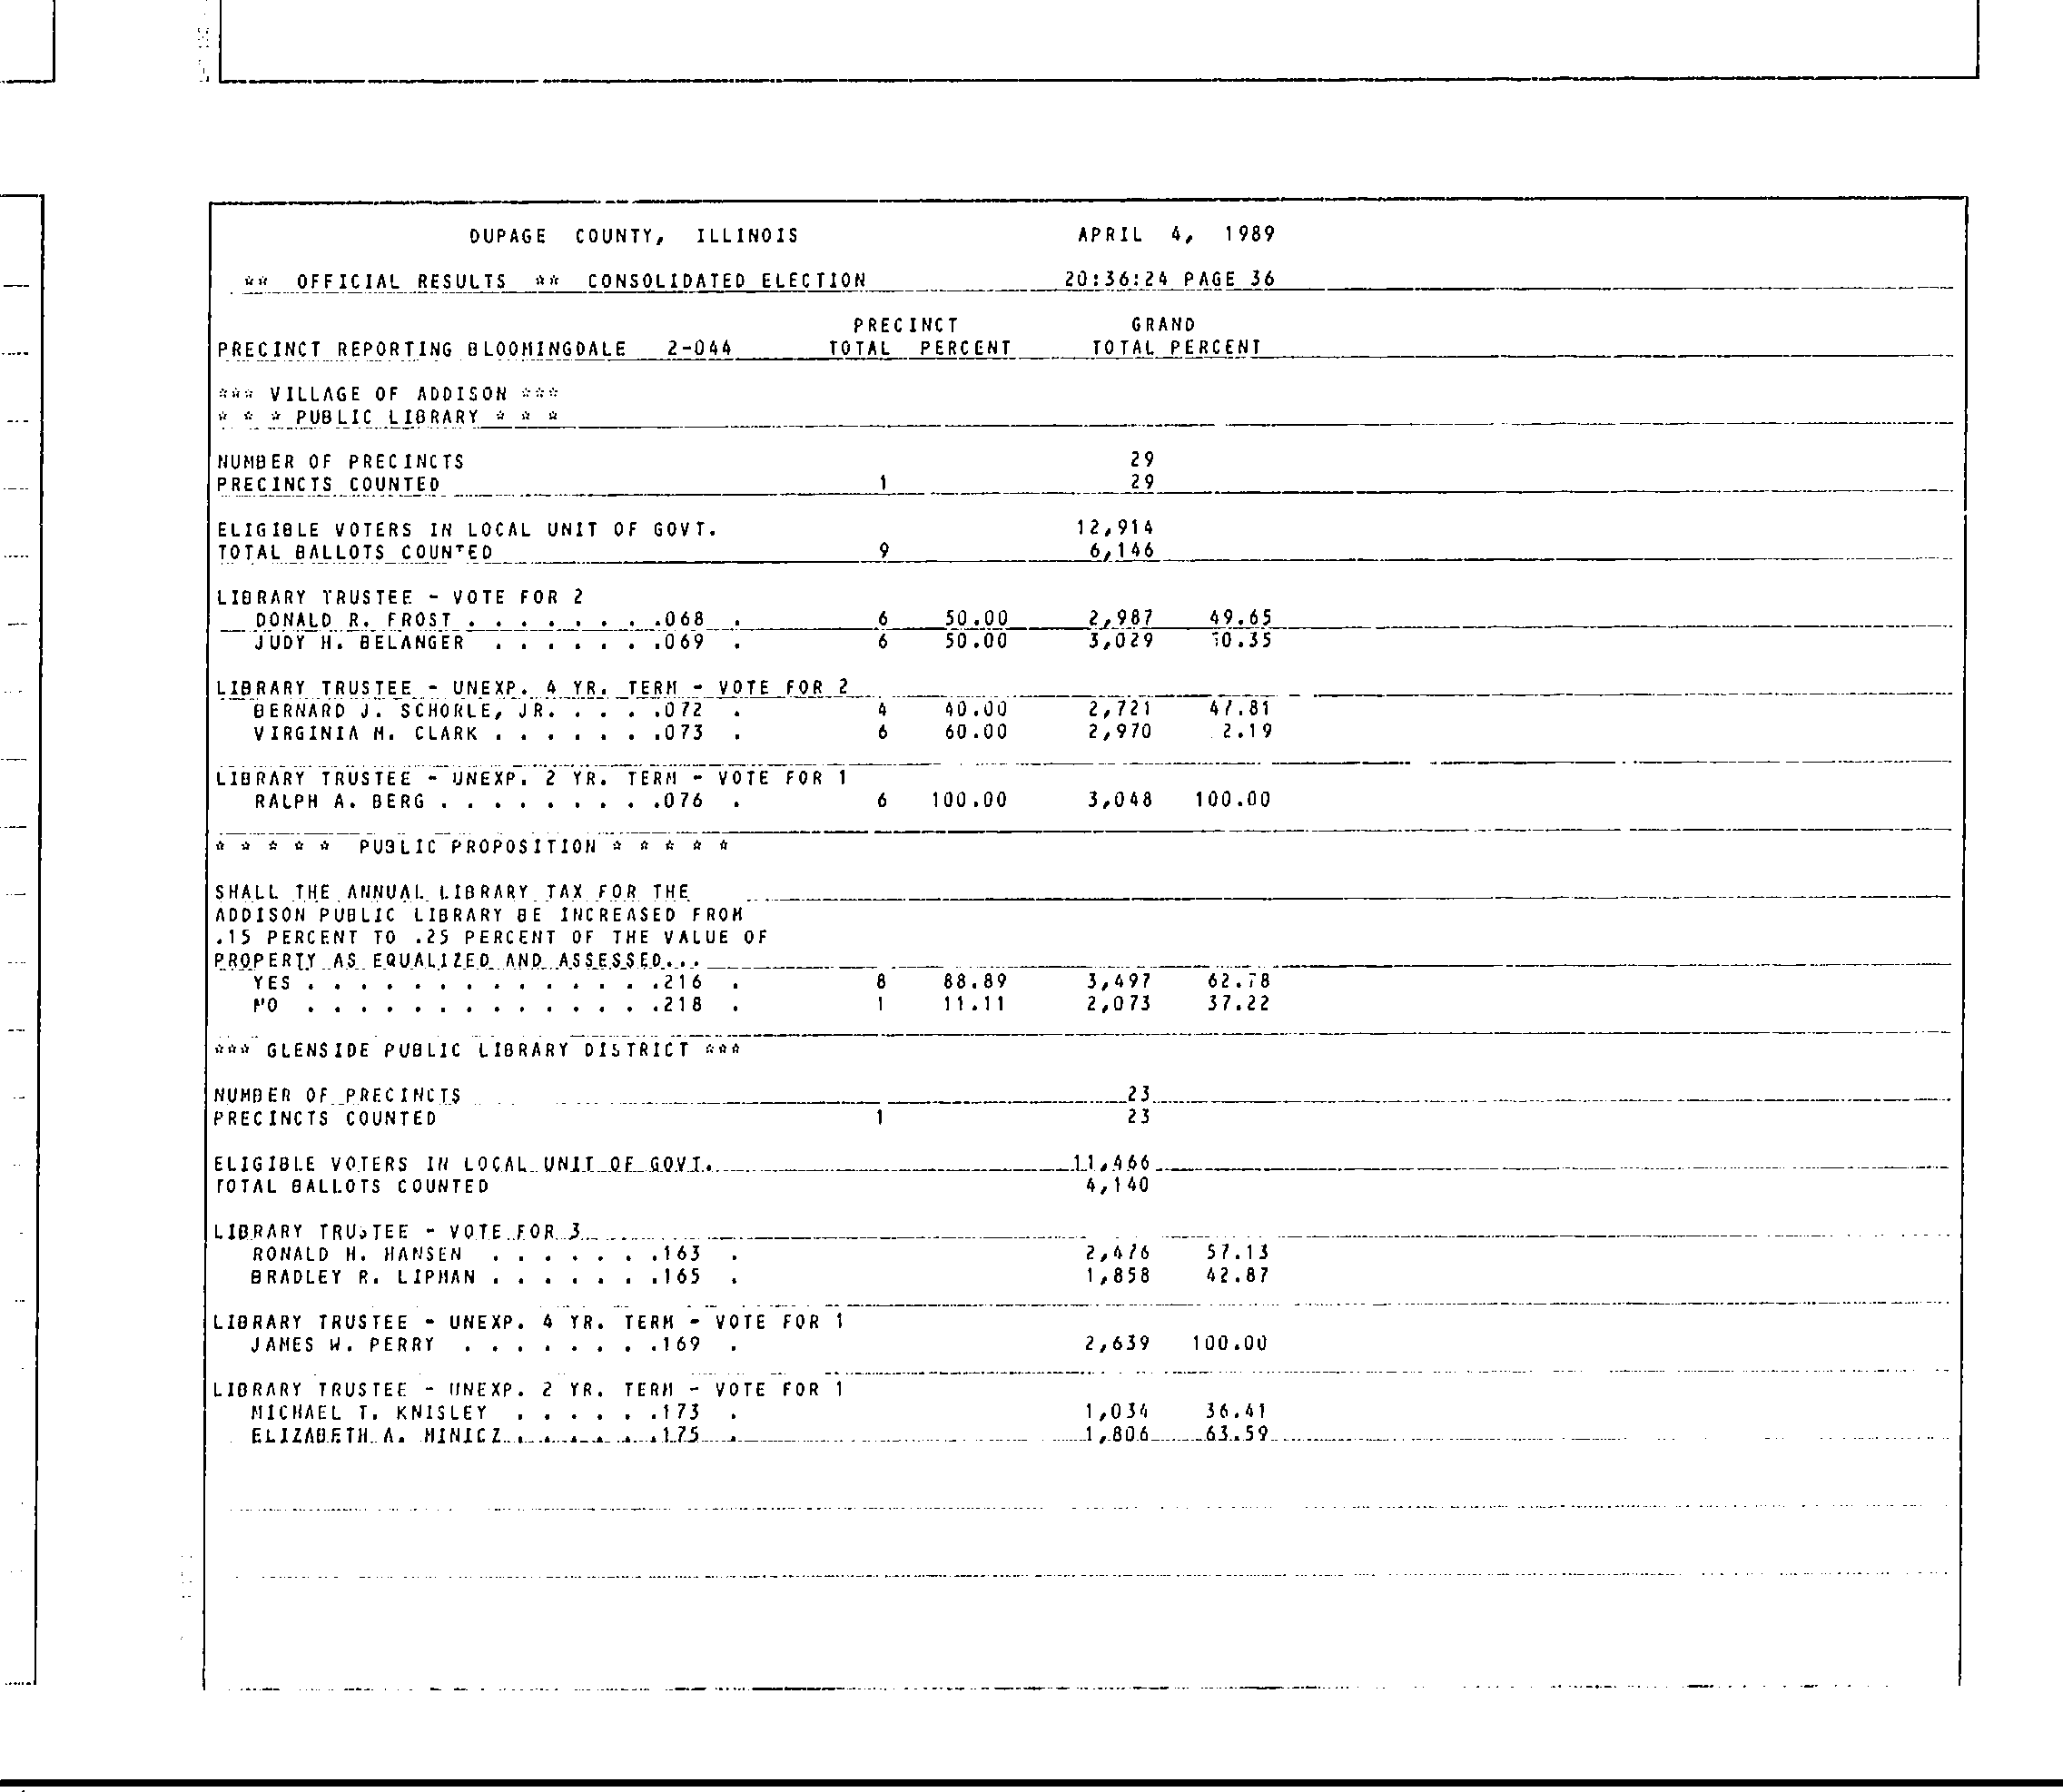 DUPAGE COUNTY, ILLINOIS APRIL 4, 1989
** OFFICIAL RESULTS ** CONSOLIDATED ELECTION 20:36:24 PAGE 36
PRECINCT GRAND
PRECINCT REPORTING BLOOMINGDALE 2-044 TOTAL PERCENT TOTAL PERCENT
*** VILLAGE OF ADDISON ***
* * * PUBLIC LIBRARY * * *
NUMBER OF PRECINCTS 29
PRECINCTS COUNTED 1 29
ELIGIBLE VOTERS IN LOCAL UNIT OF GOVT. 12,914
TOTAL BALLOTS COUNTED 9 6,146
LIBRARY TRUSTEE - VOTE FOR 2
DONALD R. FROST . . . . . . . .068 . 6 50.00 2,987 49.65
JUDY H. BELANGER . . . . . . .069 . 6 50.00 3,029 50.35
LIBRARY TRUSTEE - UNEXP. 4 YR. TERM - VOTE FOR 2
BERNARD J. SCHORLE, JR. . . . .072 . 4 40.00 2,721 47.81
VIRGINIA M. CLARK . . . . . . .073 . 6 60.00 2,970 2.19
LIBRARY TRUSTEE - UNEXP. 2 YR. TERM - VOTE FOR 1
RALPH A. BERG . . . . . . . . .076 . 6 100.00 3,048 100.00
* * * * * PUBLIC PROPOSITION * * * * *
SHALL THE ANNUAL LIBRARY TAX FOR THE
ADDISON PUBLIC LIBRARY BE INCREASED FROM
.15 PERCENT TO .25 PERCENT OF THE VALUE OF
PROPERTY AS EQUALIZED AND ASSESSED...
YES . . . . . . . . . . . . . .216 . 8 88.89 3,497 62.78
NO . . . . . . . . . . . . . .218 . 1 11.11 2,073 37.22
*** GLENSIDE PUBLIC LIBRARY DISTRICT ***
NUMBER OF PRECINCTS 23
PRECINCTS COUNTED 1 23
ELIGIBLE VOTERS IN LOCAL UNIT OF GOVT. 11,466
TOTAL BALLOTS COUNTED 4,140
LIBRARY TRUSTEE - VOTE FOR 3
RONALD H. HANSEN . . . . . . .163 . 2,476 57.13
BRADLEY R. LIPMAN . . . . . . .165 . 1,858 42.87
LIBRARY TRUSTEE - UNEXP. 4 YR. TERM - VOTE FOR 1
JAMES W. PERRY . . . . . . . .169 . 2,639 100.00
LIBRARY TRUSTEE - UNEXP. 2 YR. TERM - VOTE FOR 1
MICHAEL T. KNISLEY . . . . . .173 . 1,034 36.41
ELIZABETH A. MINICZ . . . . . .175 . 1,806 63.59